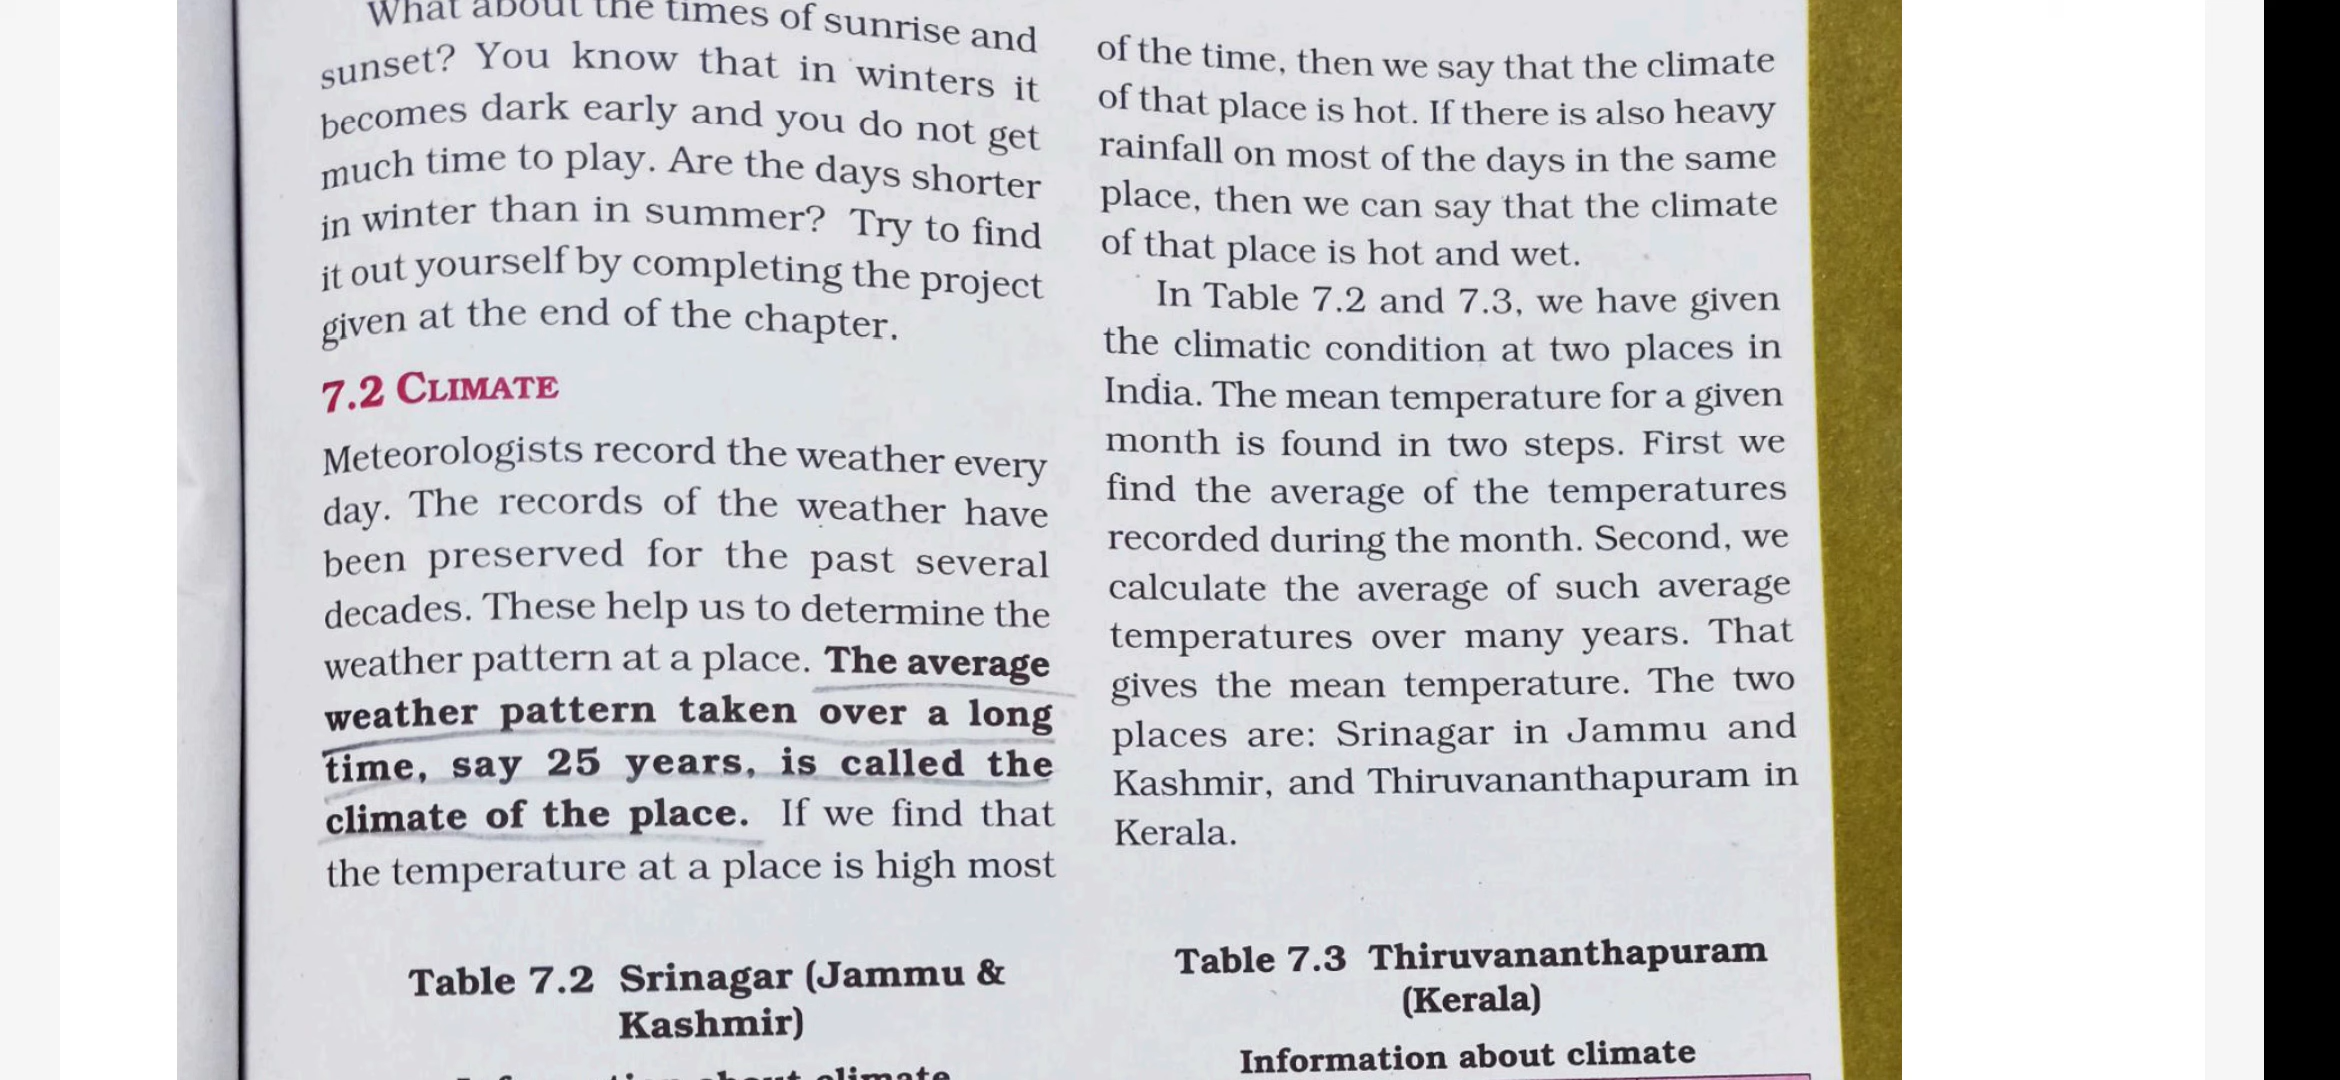 What about the times of sunrise and
sunset? You know that in winters it
becomes dark early and you do not get
much time to play. Are the days shorter
in winter than in summer? Try to find
it out yourself by completing the project
given at the end of the chapter.
7.2 CLIMATE
Meteorologists record the weather every
day. The records of the weather have
been preserved for the past several
decades. These help us to determine the
weather pattern at a place. The average
weather pattern taken over a long
time, say 25 years, is called the
climate of the place. If we find that
the temperature at a place is high most
of the time, then we say that the climate
of that place is hot. If there is also heavy
rainfall on most of the days in the same
place, then we can say that the climate
of that place is hot and wet.
In Table 7.2 and 7.3, we have given
the climatic condition at two places in
India. The mean temperature for a given
month is found in two steps. First we
find the average of the temperatures
recorded during the month. Second, we
calculate the average of such average
temperatures over many years. That
gives the mean temperature. The two
places are: Srinagar in Jammu and
Kashmir, and Thiruvananthapuram in
Kerala.
Table 7.2 Srinagar (Jammu &
Kashmir)
Information about climate
Table 7.3 Thiruvananthapuram
(Kerala)
Information about climate